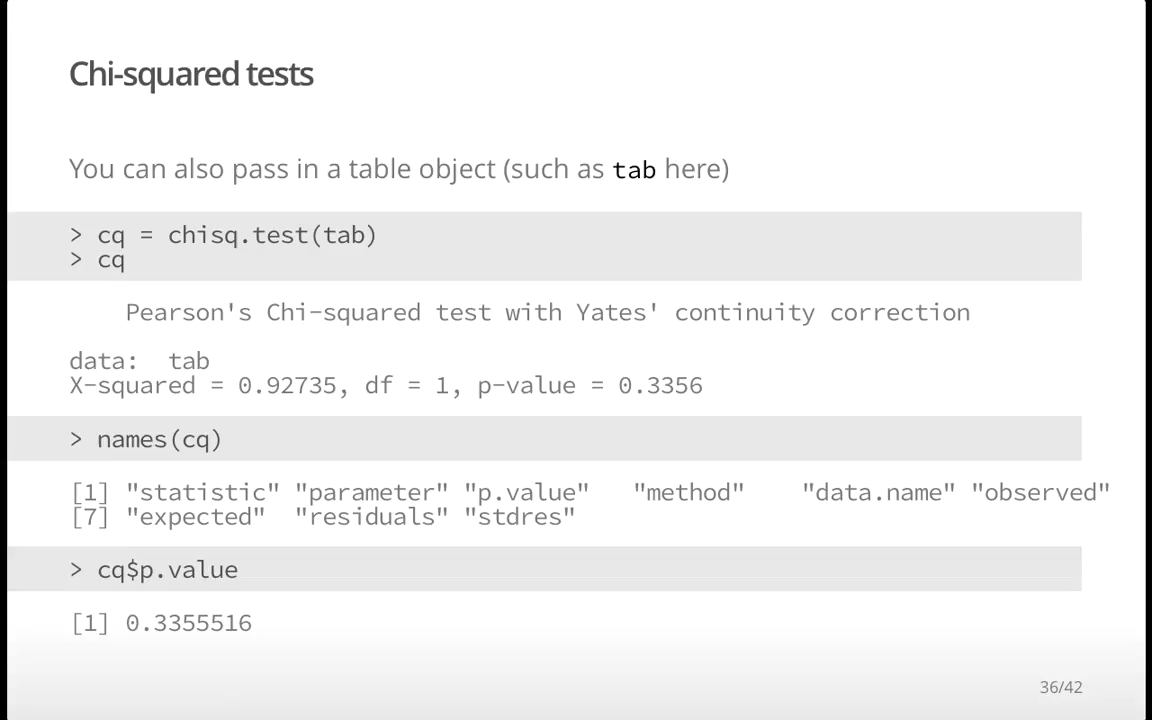 Chi-squared tests
You can also pass in a table object (such as tab here)
> cq = chisq.test(tab)
> cq
Pearson's Chi-squared test with Yates' continuity correction
data:  tab
X-squared = 0.92735, df = 1, p-value = 0.3356
> names(cq)
[1] "statistic" "parameter" "p.value"   "method"    "data.name" "observed"
[7] "expected"  "residuals" "stdres"
> cq$p.value
[1] 0.3355516
36/42